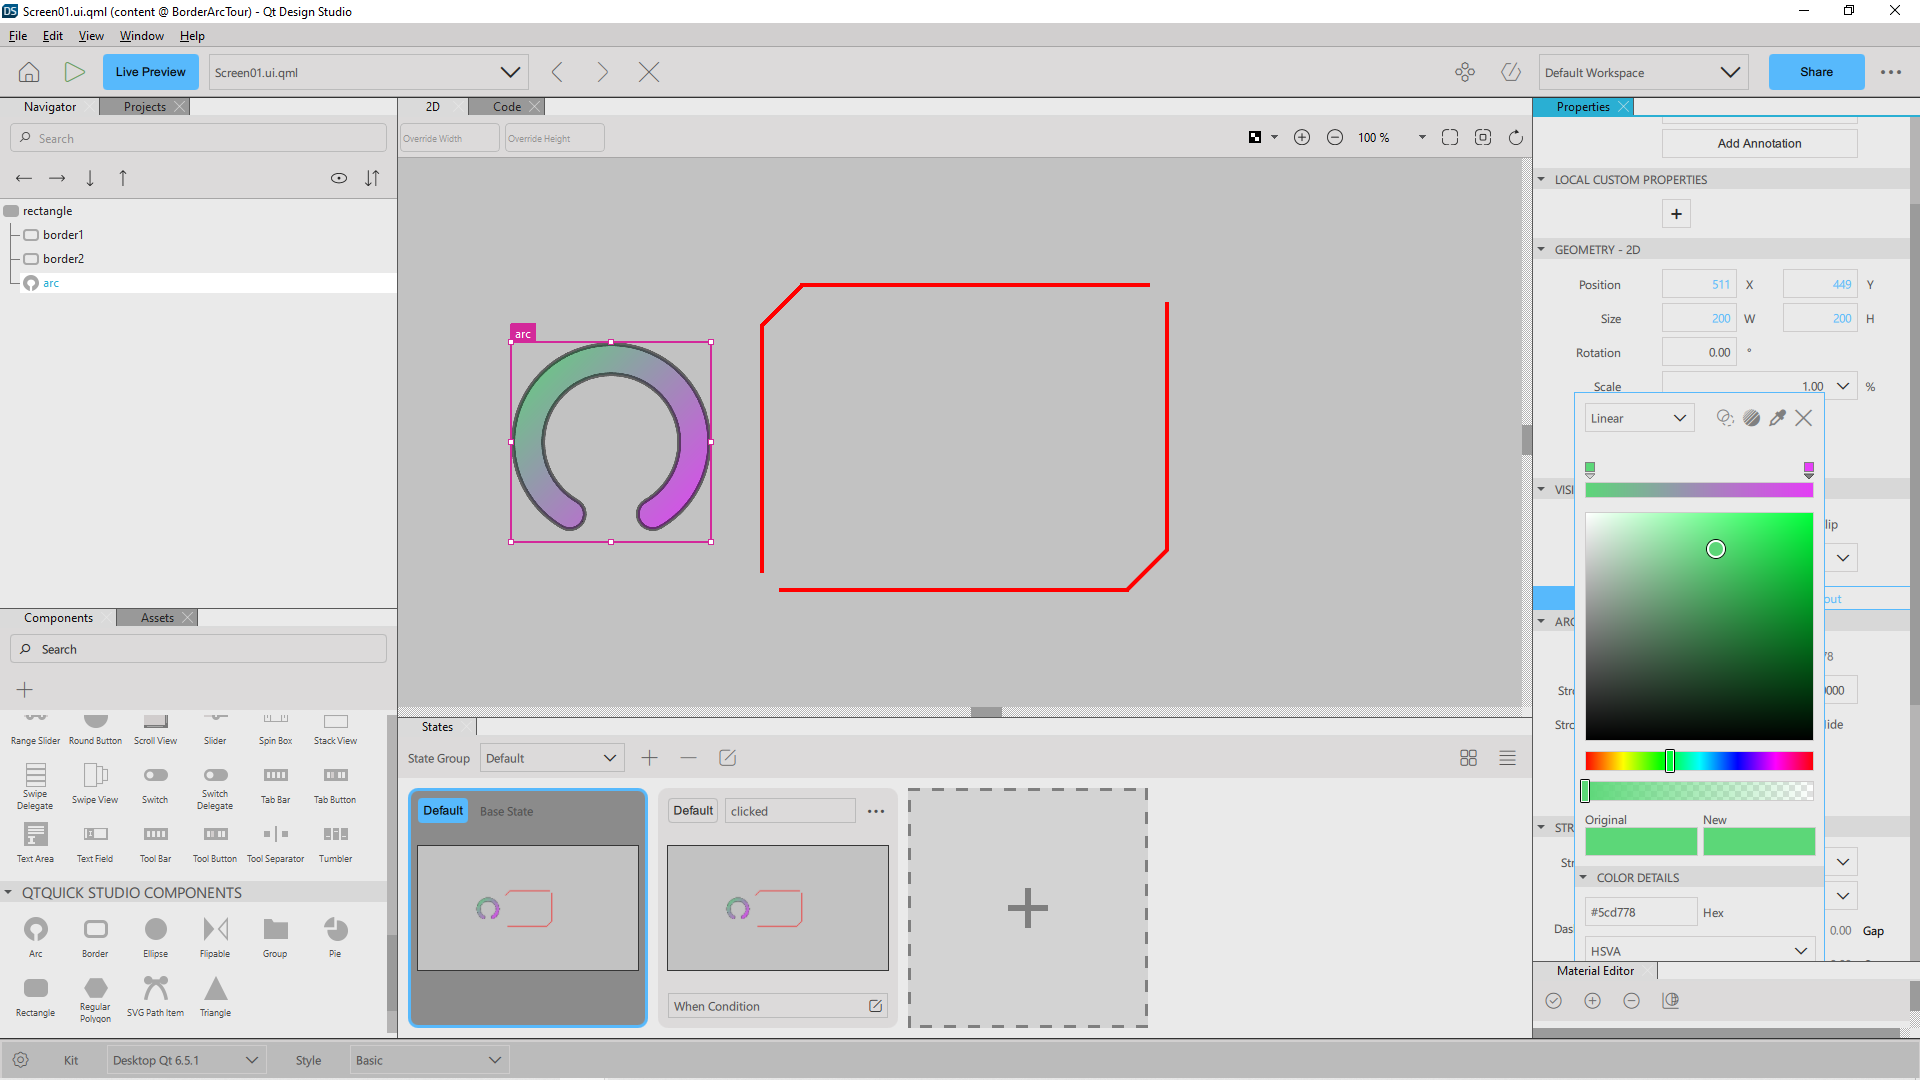 Screen01.ui.qml (content @ BorderArcTour) - Qt Design Studio
File Edit View Window Help
Live Preview
Screen01.ui.qml
Default Workspace
Share
Navigator
Projects
2D
Code
Properties
Search
Override Width
Override Height
100 %
Add Annotation
LOCAL CUSTOM PROPERTIES
GEOMETRY - 2D
Position 511 X 449 Y
Size 200 W 200 H
Rotation 0.00 °
Scale 1.00 %
rectangle
border1
border2
arc
arc
Linear
VISI
lip
out
ARC
78
Stro
0000
Stro
lide
Original
New
STR
Str
COLOR DETAILS
#5cd778
Hex
Das
0.00
Gap
HSVA
Material Editor
Components
Assets
Search
Range Slider
Round Button
Scroll View
Slider
Spin Box
Stack View
Swipe Delegate
Swipe View
Switch
Switch Delegate
Tab Bar
Tab Button
Text Area
Text Field
Tool Bar
Tool Button
Tool Separator
Tumbler
QTQUICK STUDIO COMPONENTS
Arc
Border
Ellipse
Flipable
Group
Pie
Rectangle
Regular Polygon
SVG Path Item
Triangle
States
State Group
Default
Default
Base State
Default
clicked
When Condition
Kit
Desktop Qt 6.5.1
Style
Basic